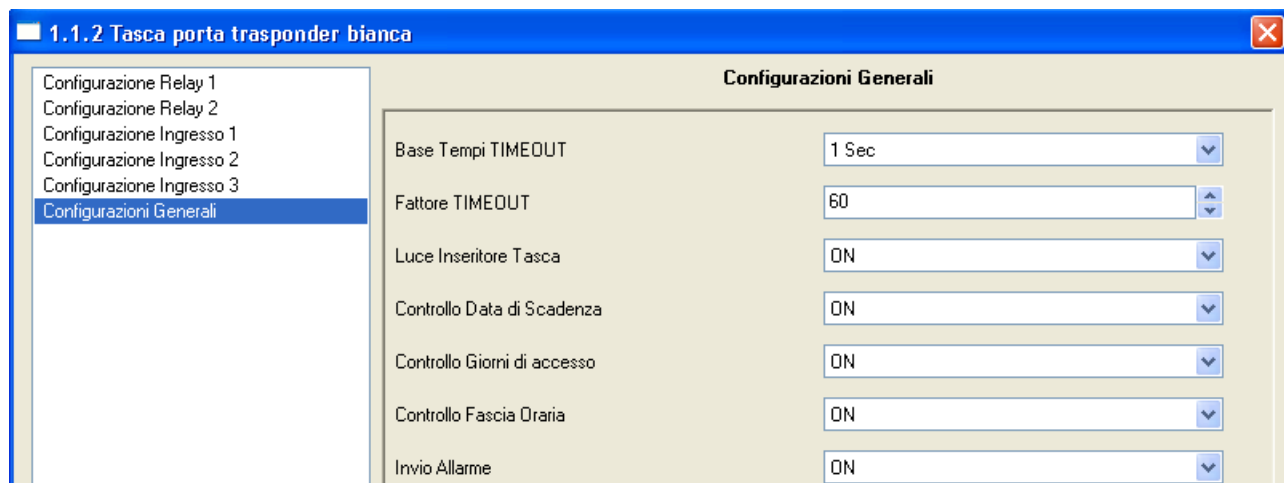 1.1.2 Tasca porta trasponder bianca
Configurazione Relay 1
Configurazione Relay 2
Configurazione Ingresso 1
Configurazione Ingresso 2
Configurazione Ingresso 3
Configurazioni Generali
Configurazioni Generali
Base Tempi TIMEOUT 1 Sec
Fattore TIMEOUT 60
Luce Inseritore Tasca ON
Controllo Data di Scadenza ON
Controllo Giorni di accesso ON
Controllo Fascia Oraria ON
Invio Allarme ON